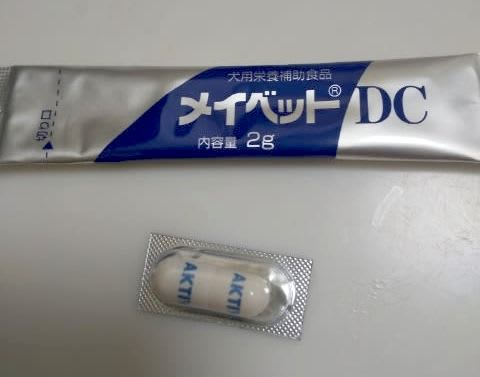 犬用栄養補助食品
メイベット® DC
内容量 2g
切り口
AKTI
AKTI